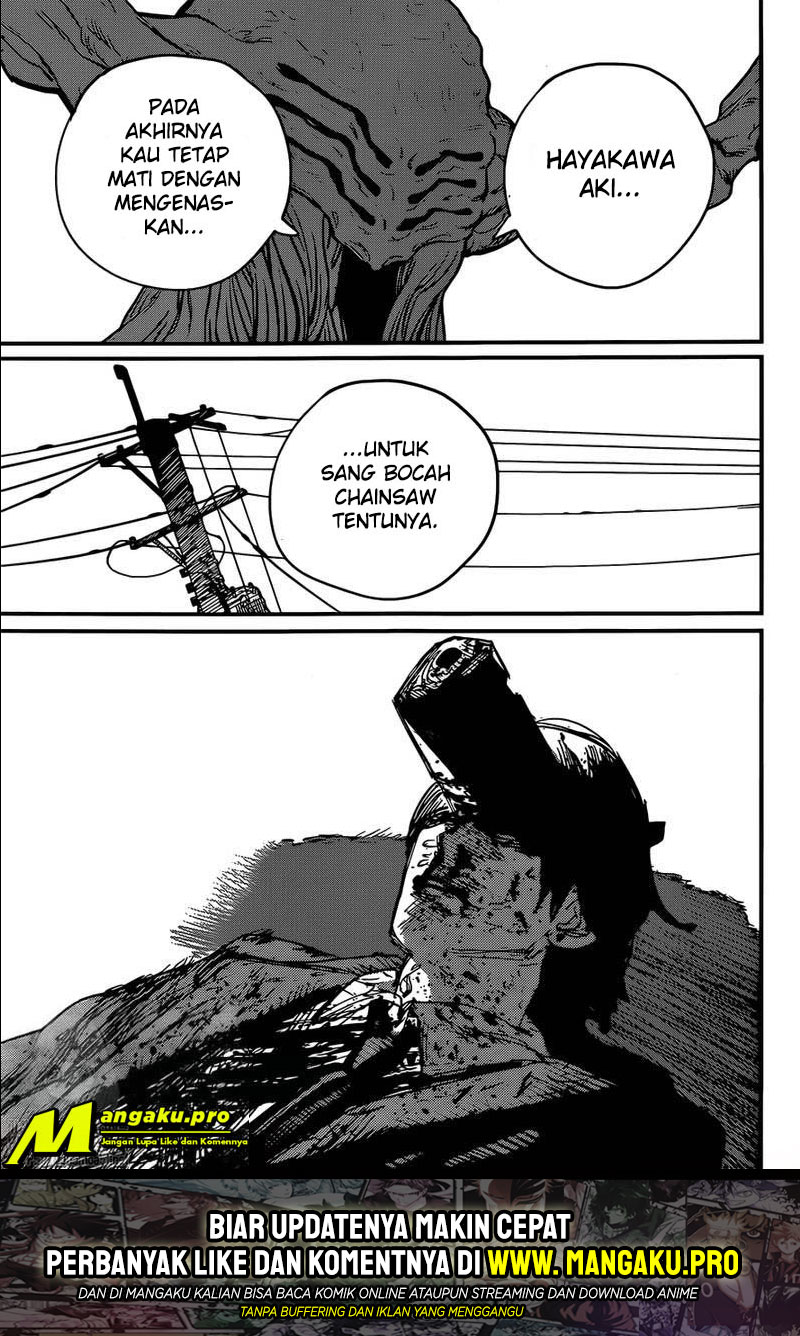 HAYAKAWA
AKI...
PADA
AKHIRNYA
KAU TETAP
MATI DENGAN
MENGENAS-
KAN...
...UNTUK
SANG BOCAH
CHAINSAW
TENTUNYA.
Mangaku.pro
Jangan Lupa Like dan Komennya
BIAR UPDATENYA MAKIN CEPAT
PERBANYAK LIKE DAN KOMENTNYA DI WWW. MANGAKU.PRO
DAN DI MANGAKU KALIAN BISA BACA KOMIK ONLINE ATAUPUN STREAMING DAN DOWNLOAD ANIME
TANPA BUFFERING DAN IKLAN YANG MENGGANGU